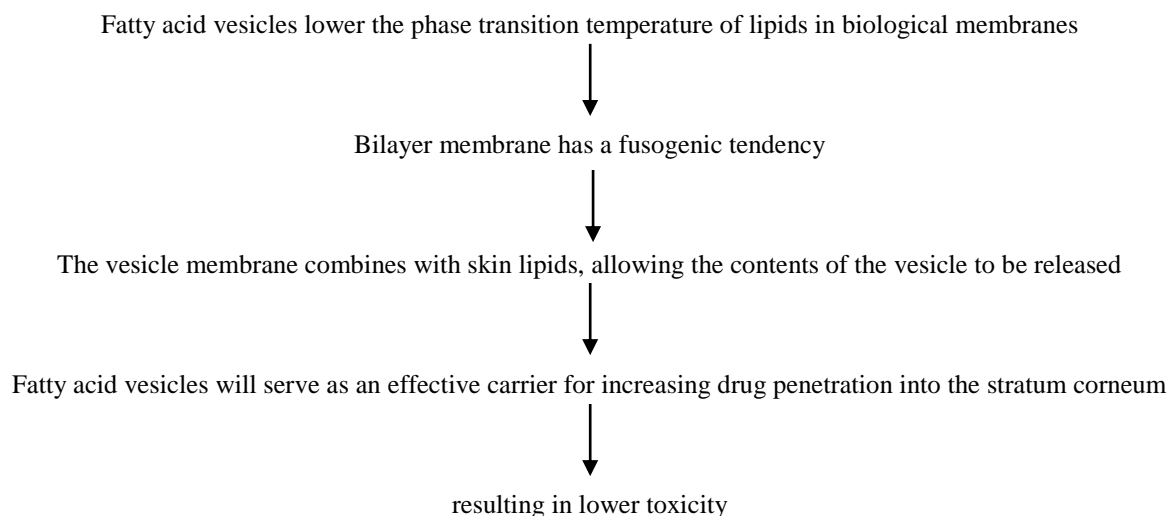 Fatty acid vesicles lower the phase transition temperature of lipids in biological membranes
Bilayer membrane has a fusogenic tendency
The vesicle membrane combines with skin lipids, allowing the contents of the vesicle to be released
Fatty acid vesicles will serve as an effective carrier for increasing drug penetration into the stratum corneum
resulting in lower toxicity